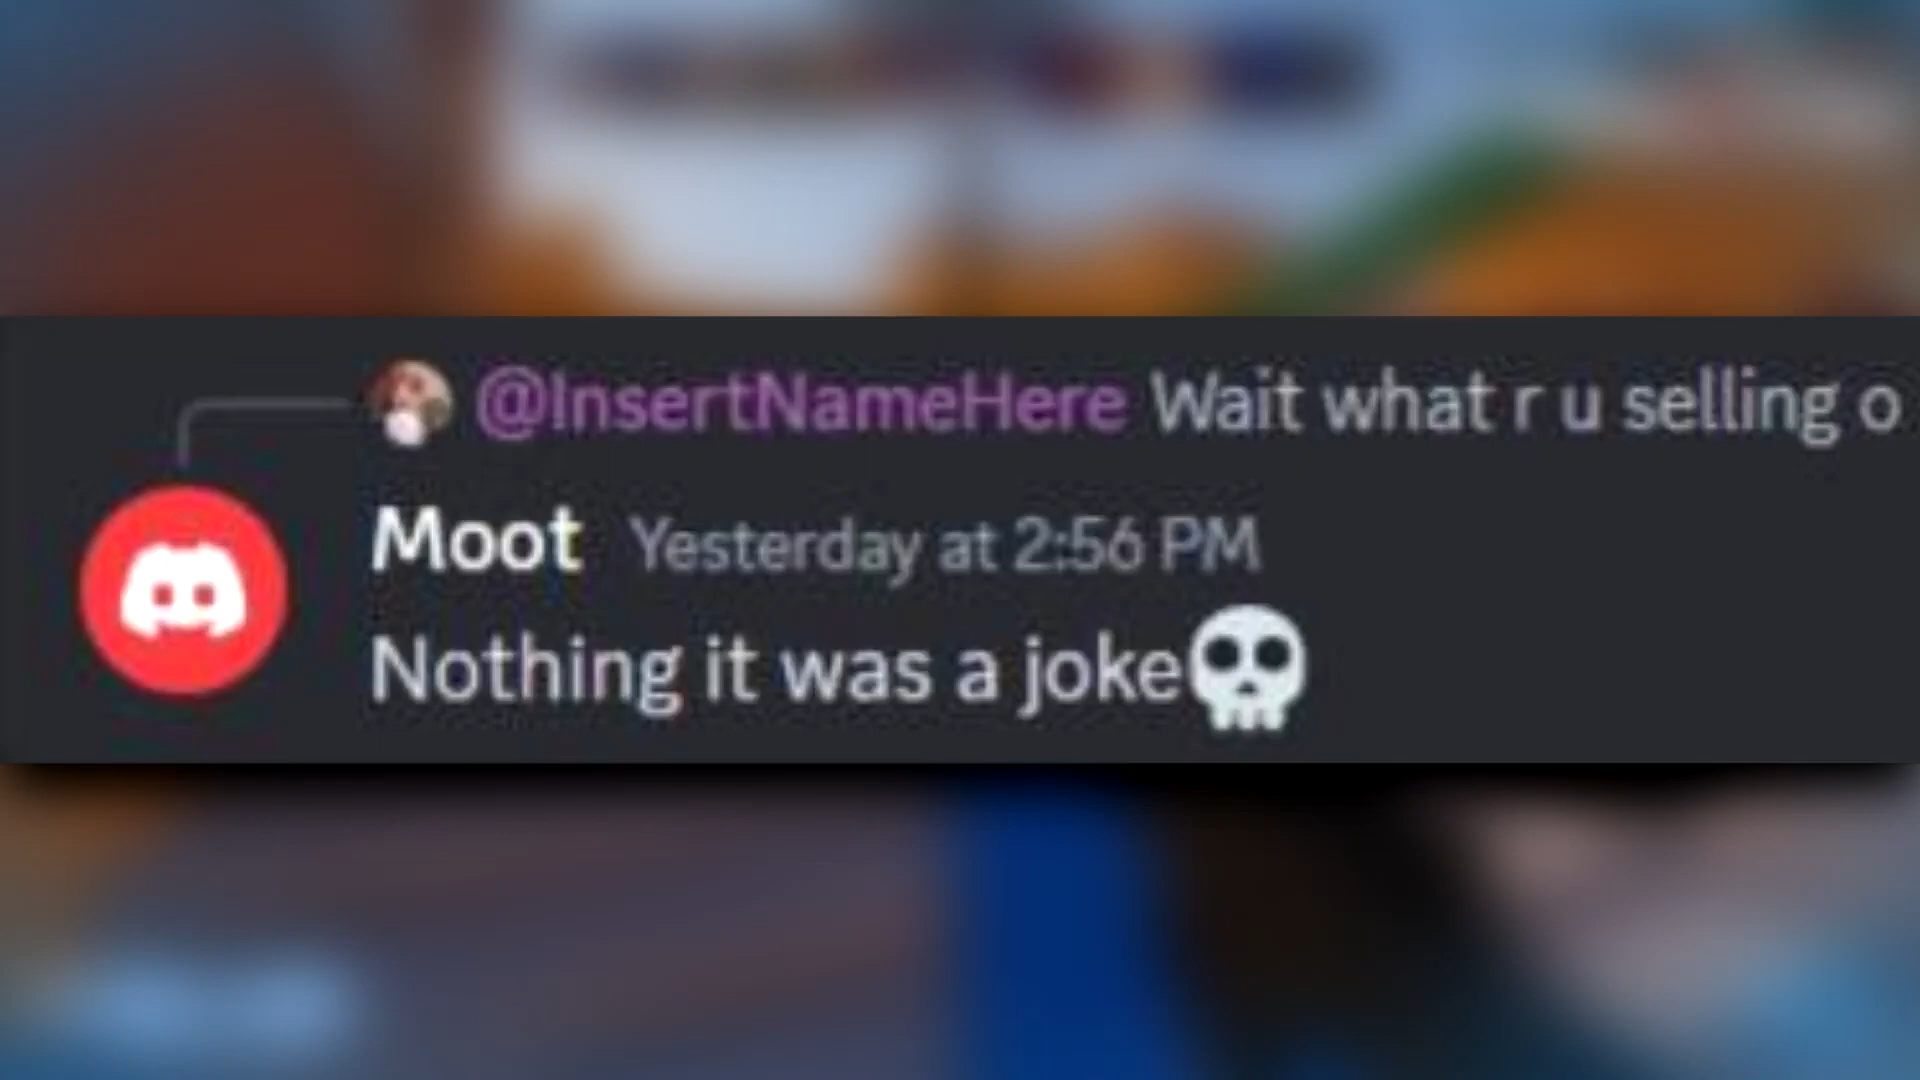 @InsertNameHere Wait what r u selling o
Moot Yesterday at 2:56 PM
Nothing it was a joke💀